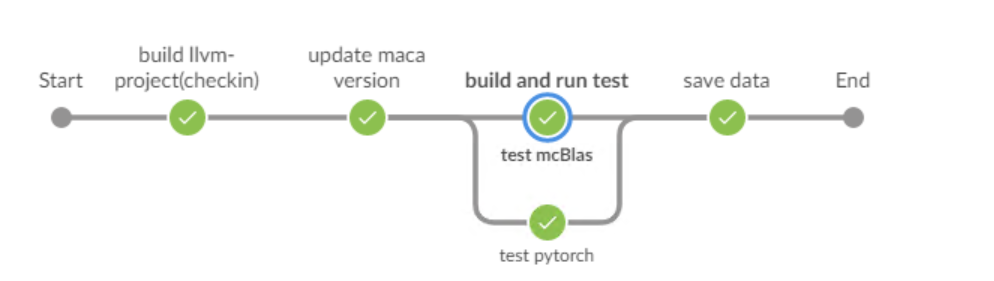 Start
build llvm-
project(checkin)
update maca
version
build and run test
save data
End
test mcBlas
test pytorch